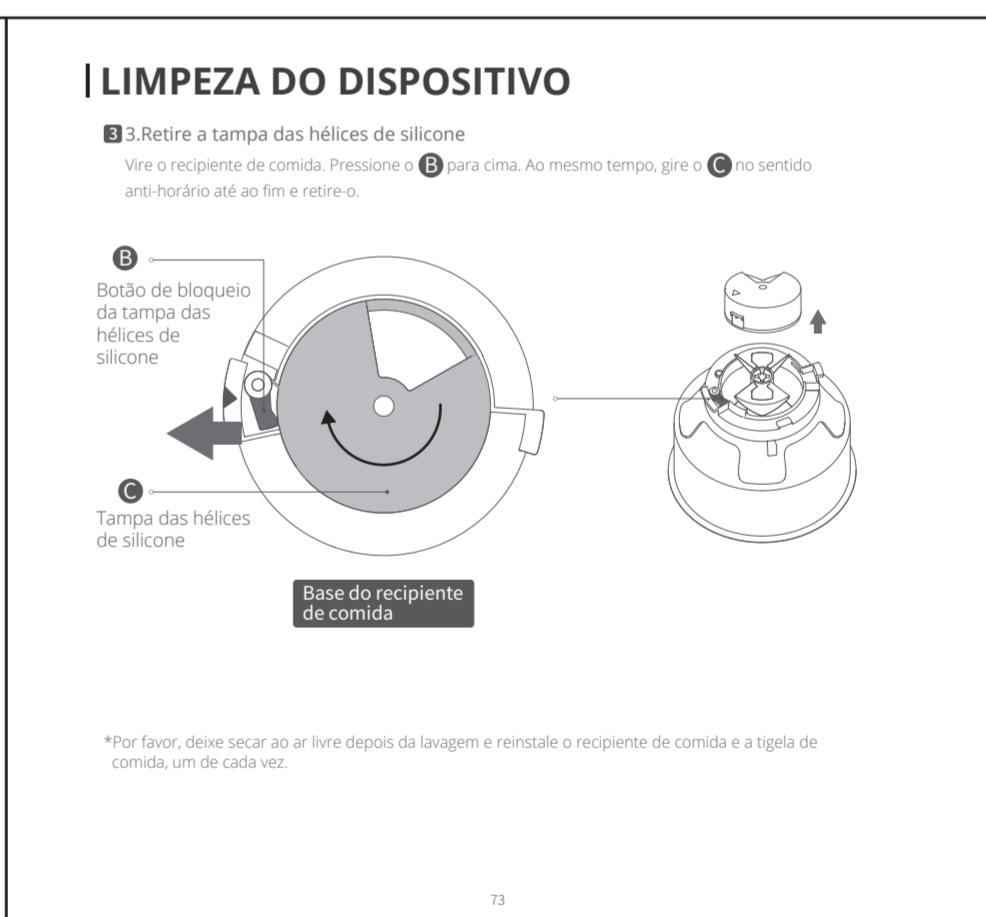 LIMPEZA DO DISPOSITIVO
3 3.Retire a tampa das hélices de silicone
Vire o recipiente de comida. Pressione o B para cima. Ao mesmo tempo, gire o C no sentido
anti-horário até ao fim e retire-o.
B
Botão de bloqueio
da tampa das
hélices de
silicone
C
Tampa das hélices
de silicone
Base do recipiente
de comida
*Por favor, deixe secar ao ar livre depois da lavagem e reinstale o recipiente de comida e a tigela de
comida, um de cada vez.
73